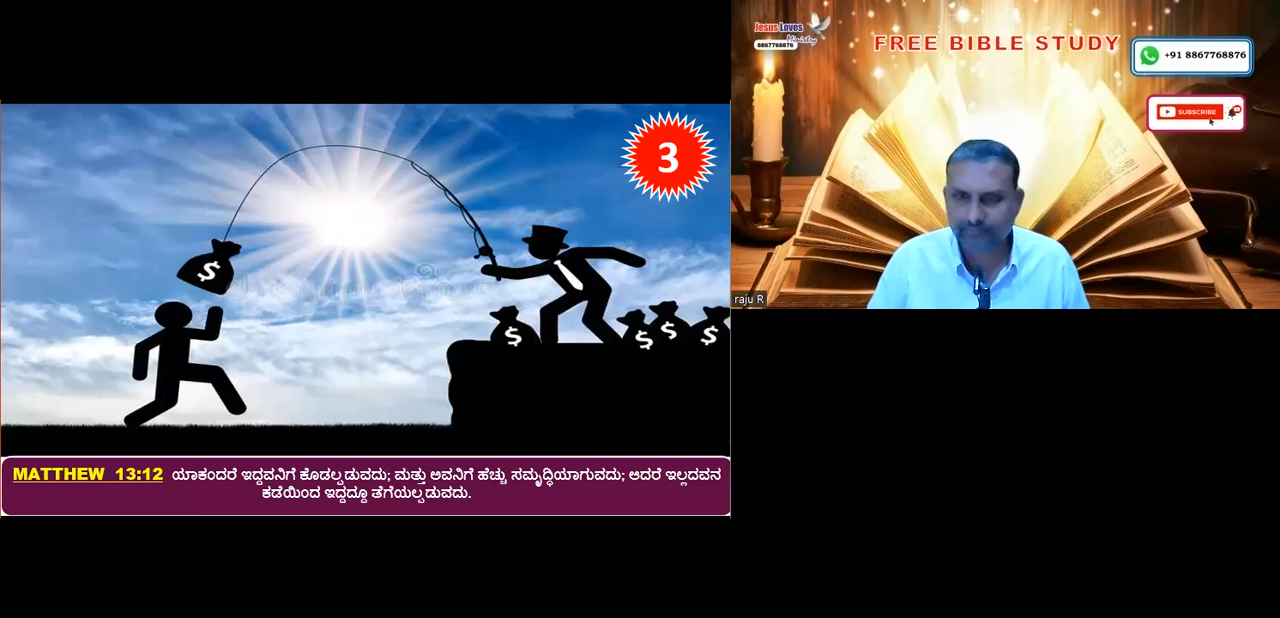 3
$
$
$
$
$
MATTHEW 13:12 ಯಾಕಂದರೆ ಇದ್ದವನಿಗೆ ಕೊಡಲ್ಪಡುವದು; ಮತ್ತು ಅವನಿಗೆ ಹೆಚ್ಚು ಸಮೃದ್ಧಿಯಾಗುವದು; ಆದರೆ ಇಲ್ಲದವನ
ಕಡೆಯಿಂದ ಇದ್ದದ್ದೂ ತೆಗೆಯಲ್ಪಡುವದು.
Jesus Loves
Ministry
8867768876
FREE BIBLE STUDY
+91 8867768876
SUBSCRIBE
raju R